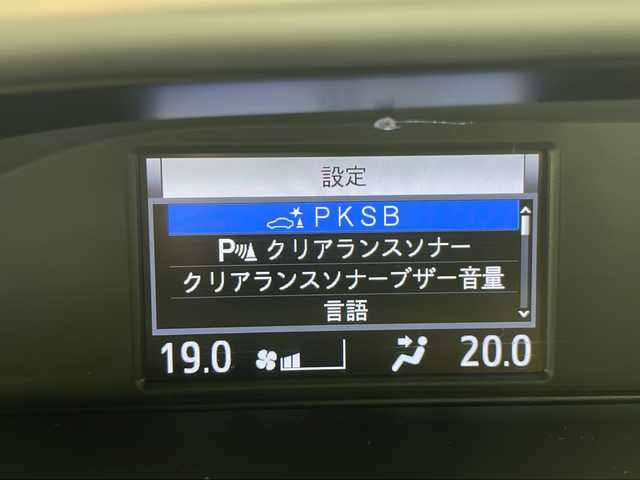 設定
PKSB
P クリアランスソナー
クリアランスソナーブザー音量
言語
19.0 20.0